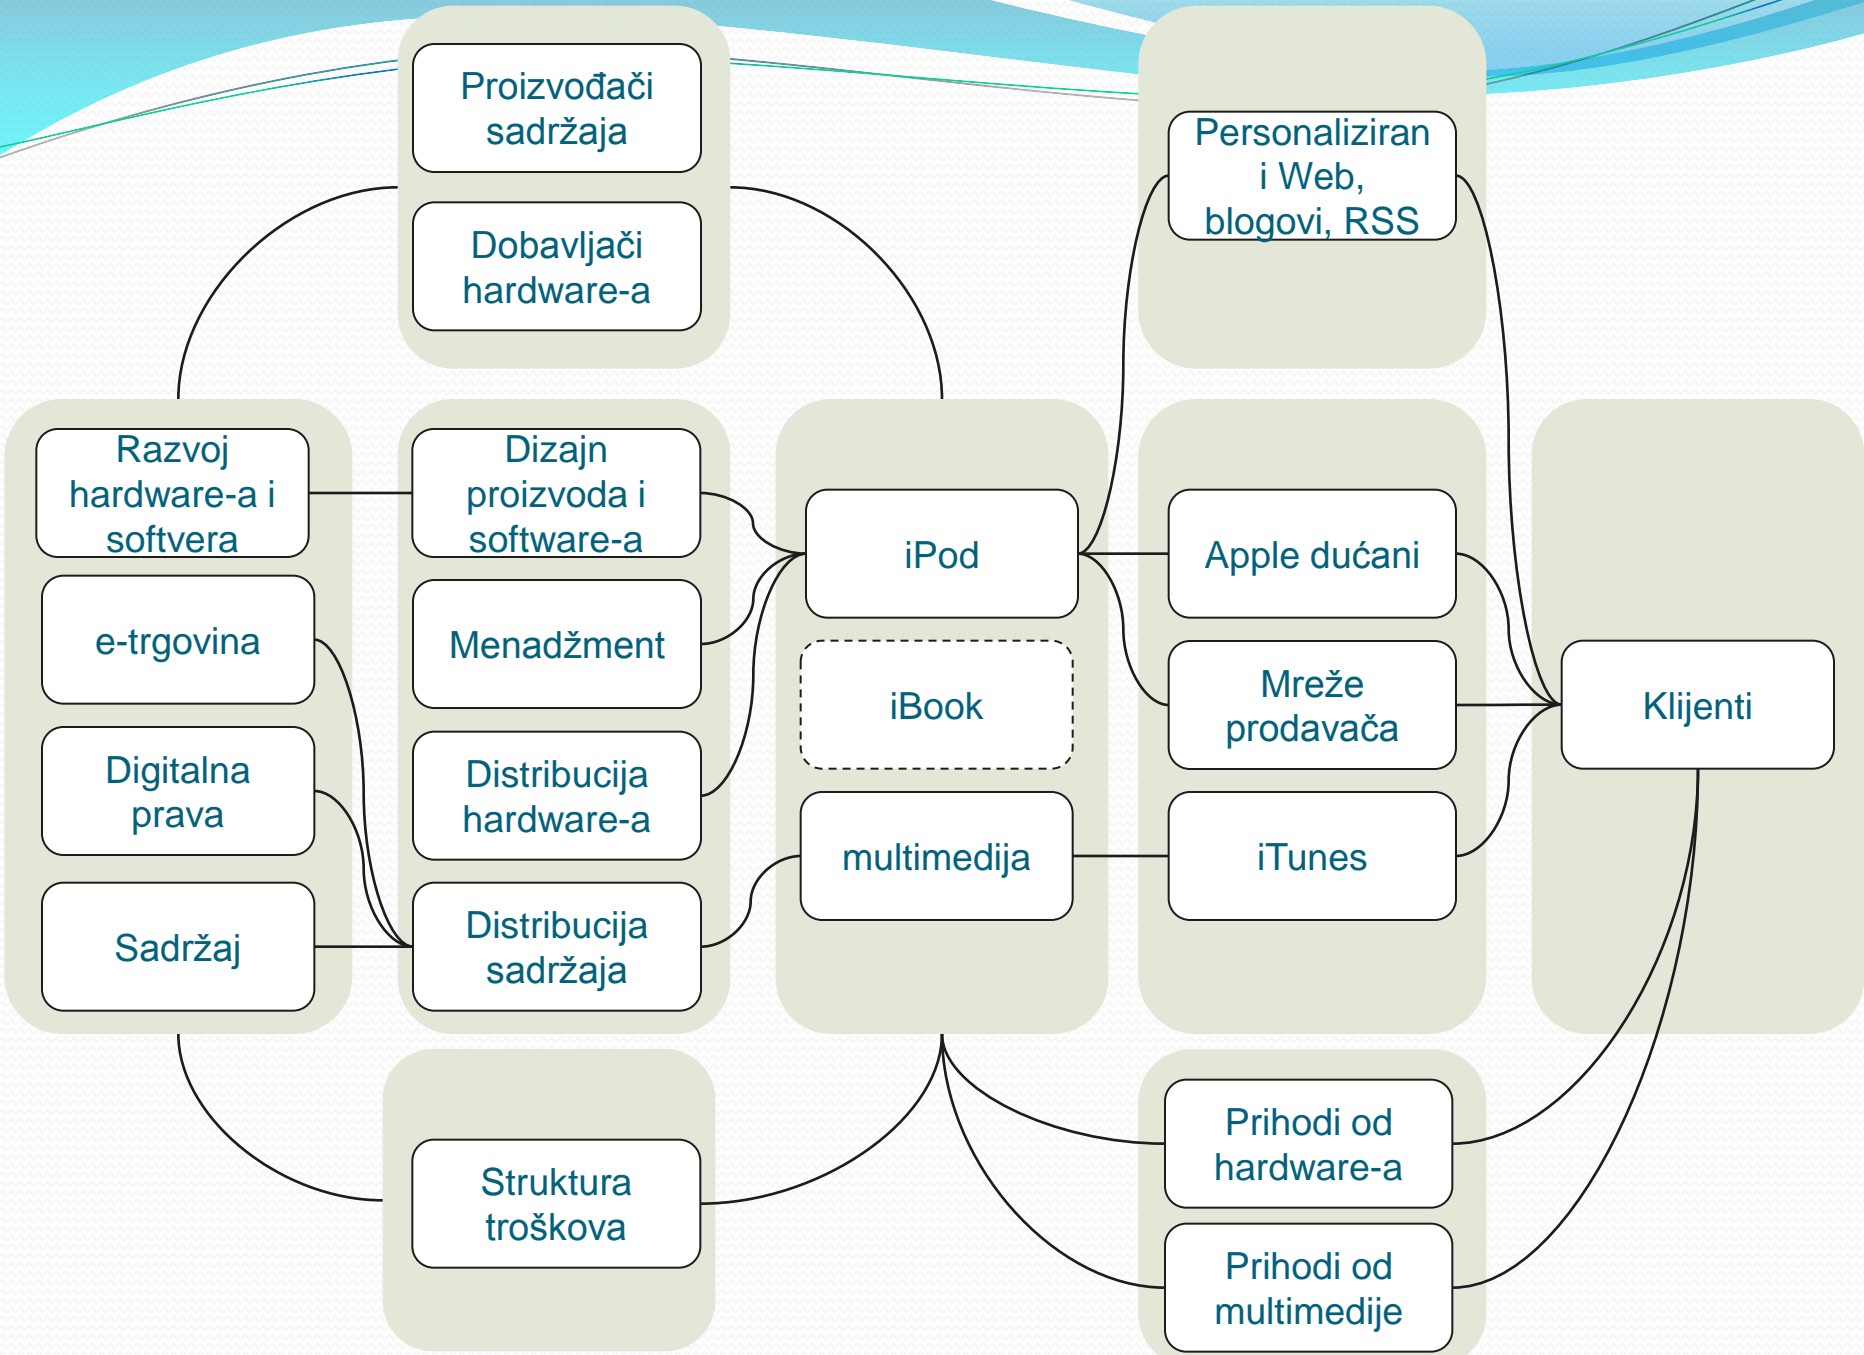 Proizvođači
sadržaja
Dobavljači
hardware-a
Personaliziran
i Web,
blogovi, RSS
Razvoj
hardware-a i
softvera
e-trgovina
Digitalna
prava
Sadržaj
Dizajn
proizvoda i
software-a
Menadžment
Distribucija
hardware-a
Distribucija
sadržaja
iPod
iBook
multimedija
Apple dućani
Mreže
prodavača
iTunes
Klijenti
Struktura
troškova
Prihodi od
hardware-a
Prihodi od
multimedije